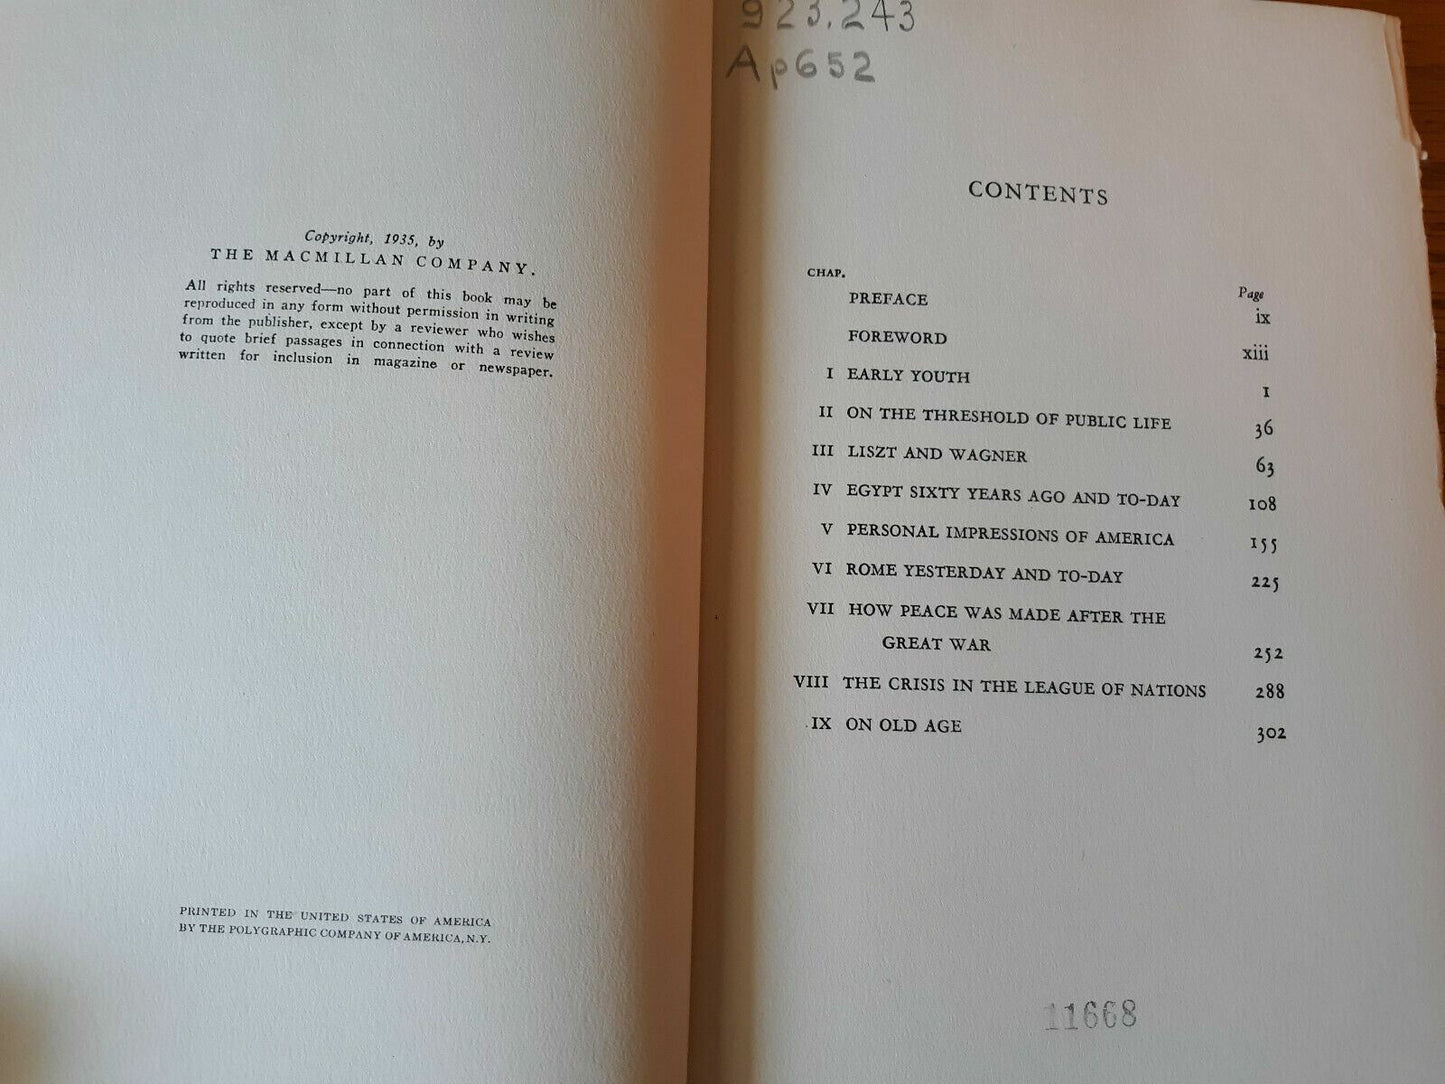 Copyright, 1935, by
THE MACMILLAN COMPANY.
All rights reserved—no part of this book may be
reproduced in any form without permission in writing
from the publisher, except by a reviewer who wishes
to quote brief passages in connection with a review
written for inclusion in magazine or newspaper.
PRINTED IN THE UNITED STATES OF AMERICA
BY THE POLYGRAPHIC COMPANY OF AMERICA, N.Y.
923.243
Ap652
CONTENTS
CHAP. Page
PREFACE ix
FOREWORD xiii
I EARLY YOUTH 1
II ON THE THRESHOLD OF PUBLIC LIFE 36
III LISZT AND WAGNER 63
IV EGYPT SIXTY YEARS AGO AND TO-DAY 108
V PERSONAL IMPRESSIONS OF AMERICA 155
VI ROME YESTERDAY AND TO-DAY 225
VII HOW PEACE WAS MADE AFTER THE
GREAT WAR 252
VIII THE CRISIS IN THE LEAGUE OF NATIONS 288
IX ON OLD AGE 302
11668